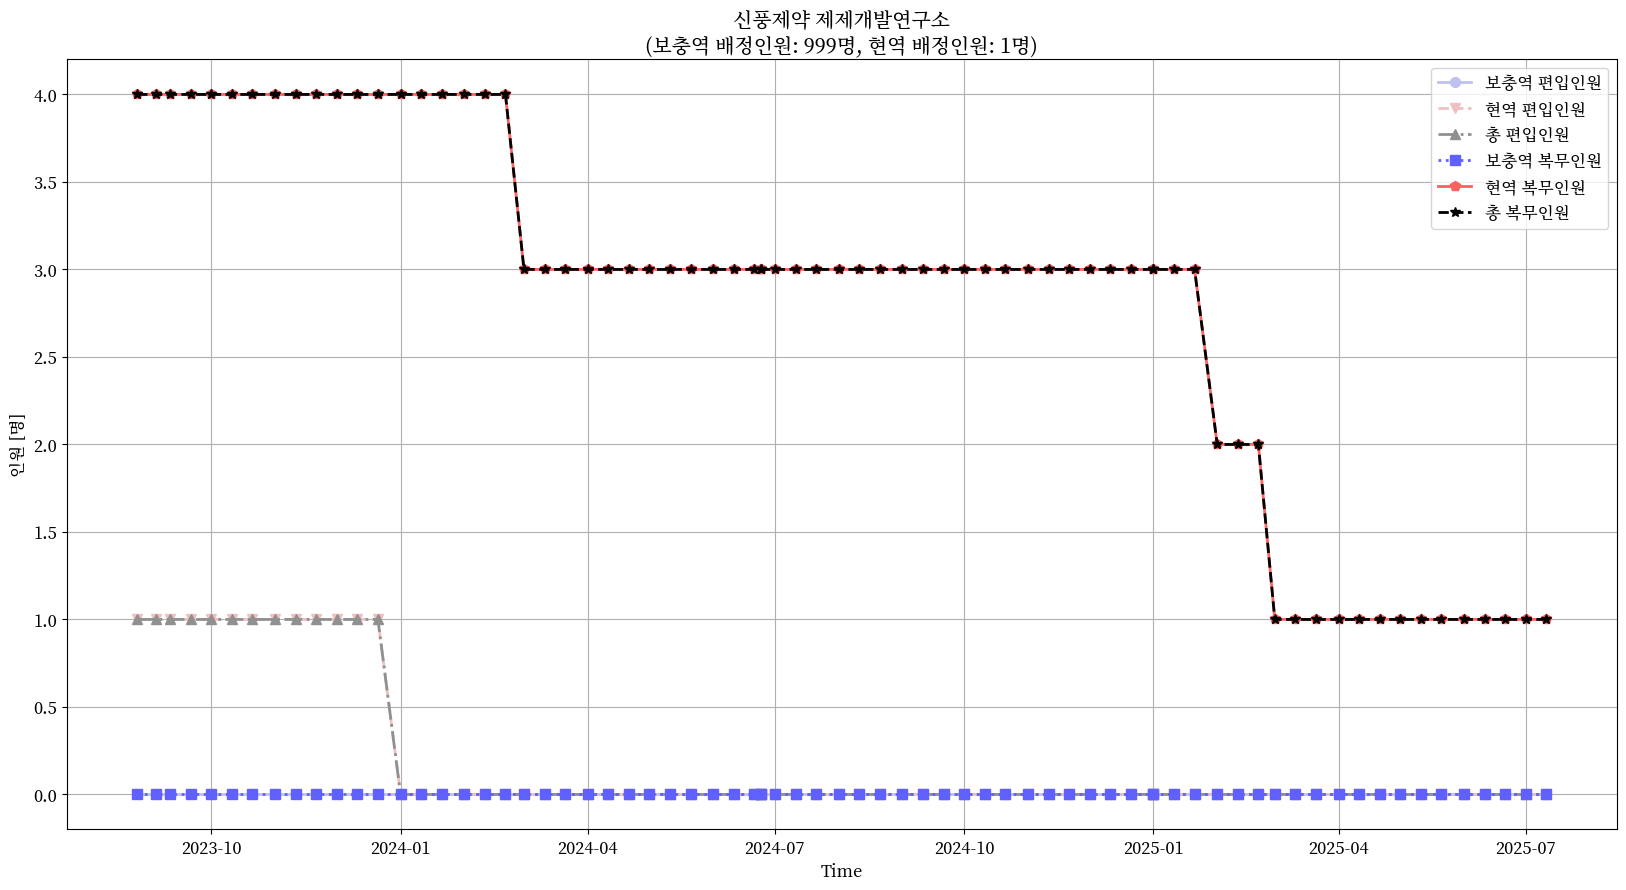 신풍제약 제제개발연구소
(보충역 배정인원: 999명, 현역 배정인원: 1명)
보충역 편입인원
현역 편입인원
총 편입인원
보충역 복무인원
현역 복무인원
총 복무인원
인원 [명]
4.0
3.5
3.0
2.5
2.0
1.5
1.0
0.5
0.0
2023-10
2024-01
2024-04
2024-07
2024-10
2025-01
2025-04
2025-07
Time